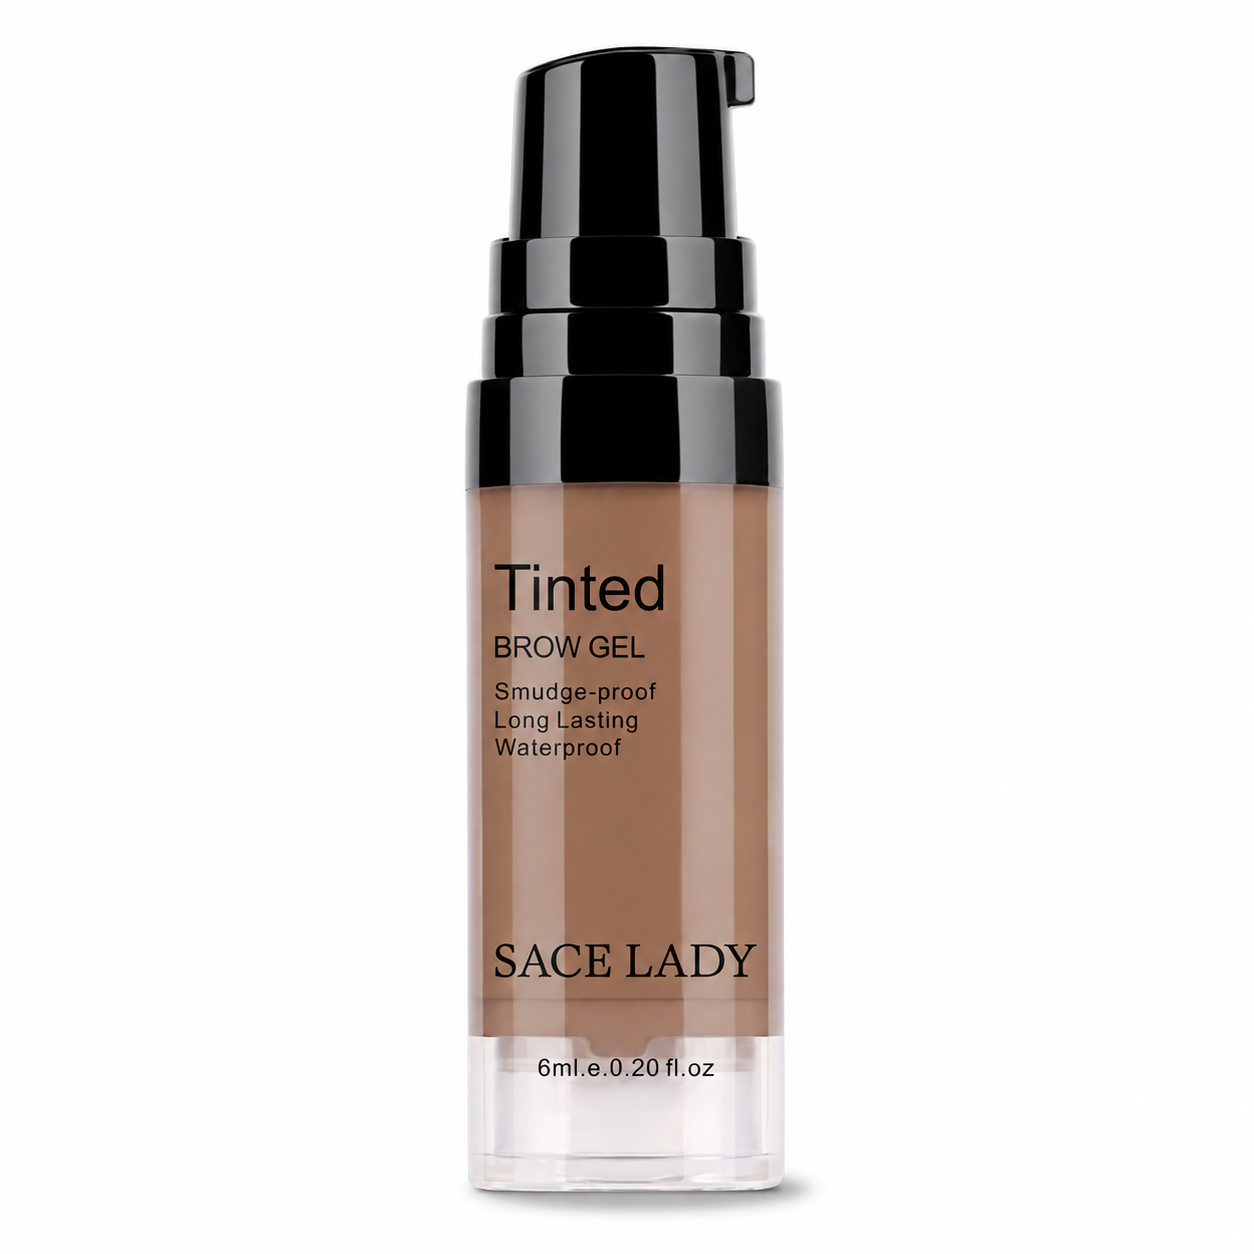 Tinted
BROW GEL
Smudge-proof
Long Lasting
Waterproof
SACE LADY
6ml.e.0.20 fl.oz